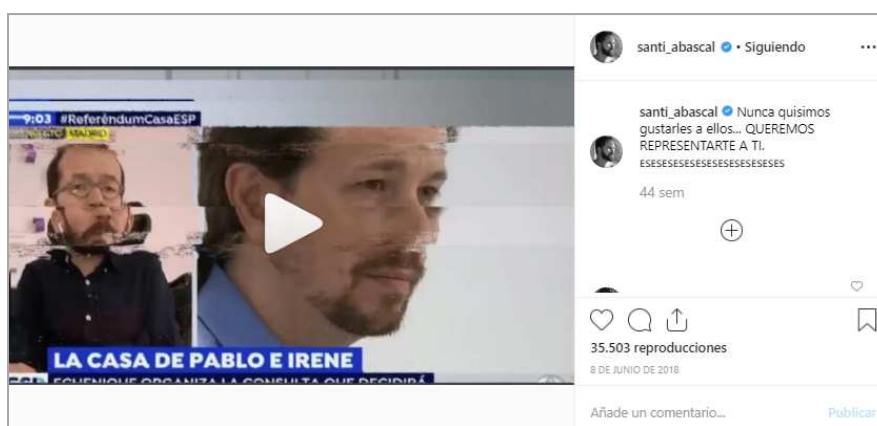 santi_abascal • Siguiendo
santi_abascal Nunca quisimos
gustarles a ellos... QUEREMOS
REPRESENTARTE A TI.
ESESESESESESESESESESESESES
44 sem
9:03 #ReferéndumCasaESP
MADRID
LA CASA DE PABLO E IRENE
ECHENIQUE ORGANIZA LA CONSULTA QUE DECIDIRÁ
35.503 reproducciones
8 DE JUNIO DE 2018
Añade un comentario...
Publicar